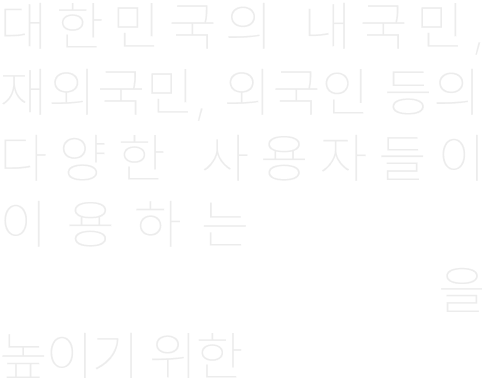 대한민국의 내국민,
재외국민, 외국인 등의
다양한 사용자들이
이용하는
을
높이기 위한